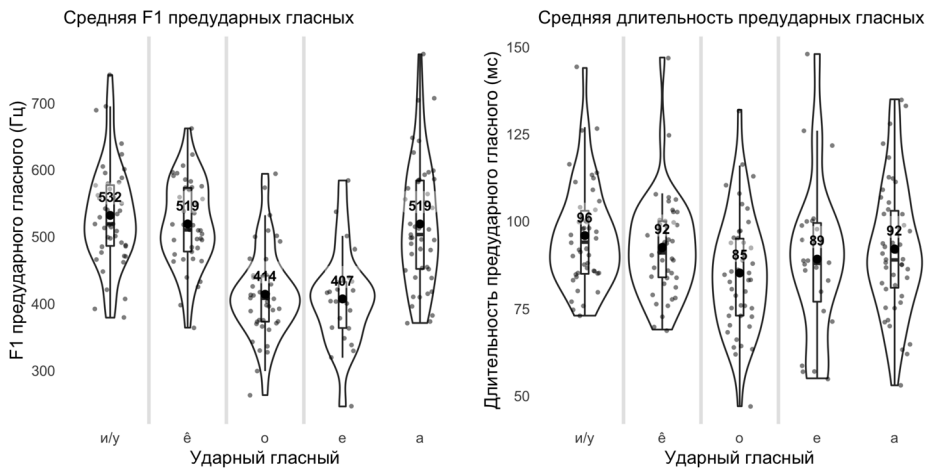 Средняя F1 предударных гласных
F1 предударного гласного (Гц)
700
600
500
400
300
532
519
414
407
519
и/у
ê
о
е
а
Ударный гласный
Средняя длительность предударных гласных
Длительность предударного гласного (мс)
150
125
100
75
50
96
92
85
89
92
и/у
ê
о
е
а
Ударный гласный